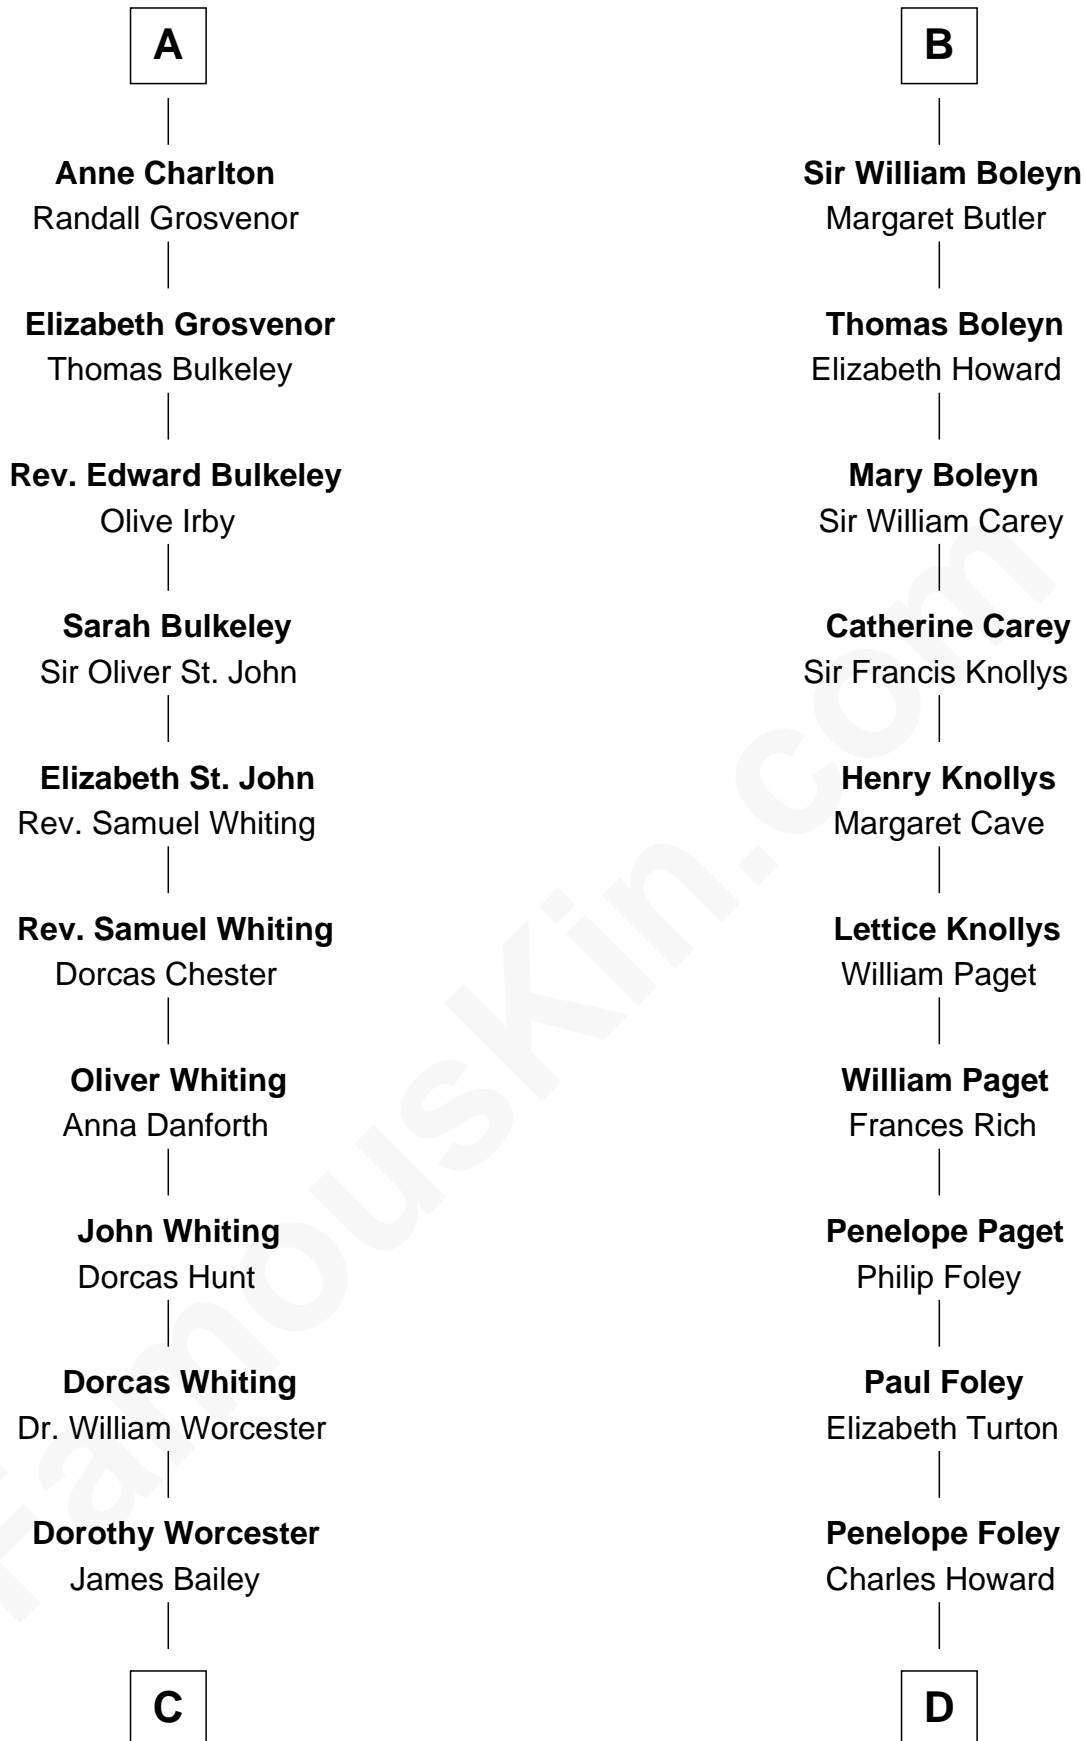 A
Anne Charlton
Randall Grosvenor
Elizabeth Grosvenor
Thomas Bulkeley
Rev. Edward Bulkeley
Olive Irby
Sarah Bulkeley
Sir Oliver St. John
Elizabeth St. John
Rev. Samuel Whiting
Rev. Samuel Whiting
Dorcas Chester
Oliver Whiting
Anna Danforth
John Whiting
Dorcas Hunt
Dorcas Whiting
Dr. William Worcester
Dorothy Worcester
James Bailey
C
B
Sir William Boleyn
Margaret Butler
Thomas Boleyn
Elizabeth Howard
Mary Boleyn
Sir William Carey
Catherine Carey
Sir Francis Knollys
Henry Knollys
Margaret Cave
Lettice Knollys
William Paget
William Paget
Frances Rich
Penelope Paget
Philip Foley
Paul Foley
Elizabeth Turton
Penelope Foley
Charles Howard
D
FamousKin.com